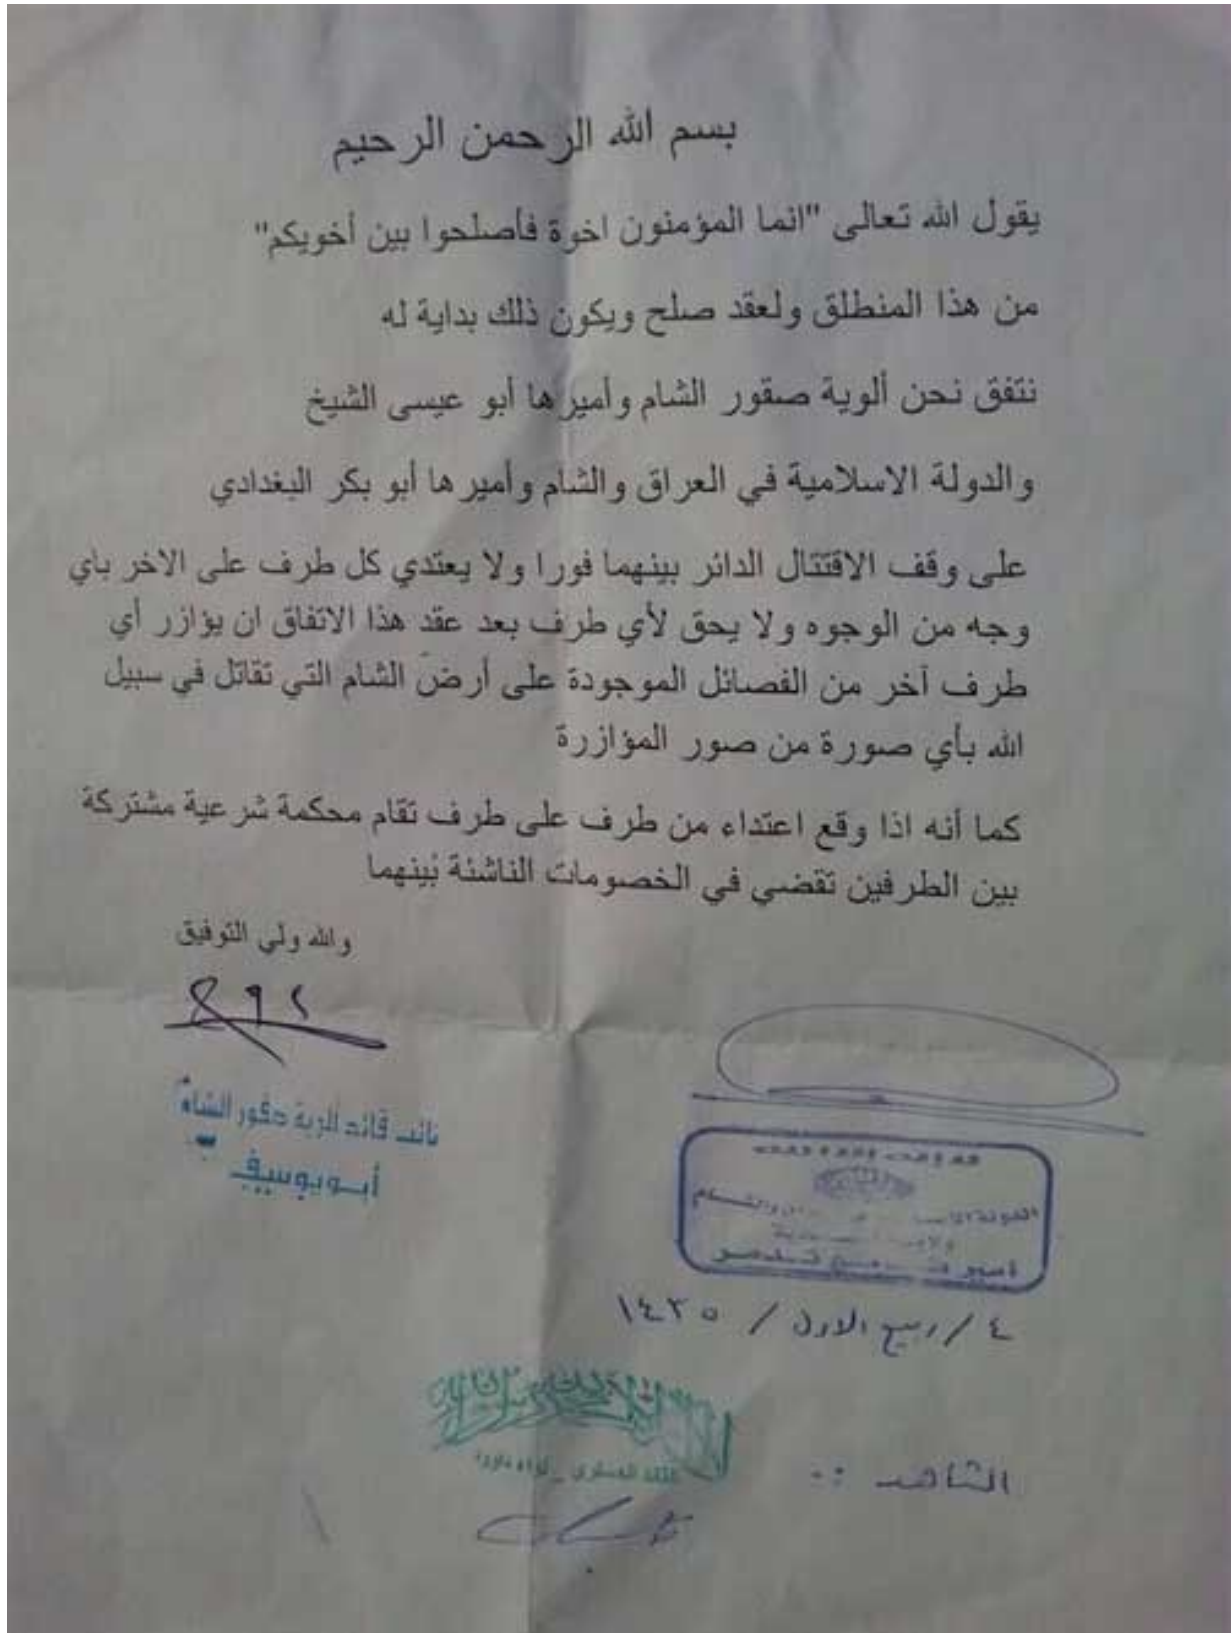 بسم الله الرحمن الرحيم
يقول الله تعالى "انما المؤمنون اخوة فأصلحوا بين أخويكم"
من هذا المنطلق ولعقد صلح ويكون ذلك بداية له
نتفق نحن ألوية صقور الشام وأميرها أبو عيسى الشيخ
والدولة الاسلامية في العراق والشام وأميرها أبو بكر البغدادي
على وقف الاقتتال الدائر بينهما فورا ولا يعتدي كل طرف على الاخر باي
وجه من الوجوه ولا يحق لأي طرف بعد عقد هذا الاتفاق ان يؤازر أي
طرف آخر من الفصائل الموجودة على أرض الشام التي تقاتل في سبيل
الله بأي صورة من صور المؤازرة
كما أنه اذا وقع اعتداء من طرف على طرف تقام محكمة شرعية مشتركة
بين الطرفين تقضي في الخصومات الناشئة بينهما
والله ولي التوفيق
نائب قائد ألوية صقور الشام
أبو يوسف
والشام
٤ / ربيع الاول / ١٤٣٥
الشاهد :